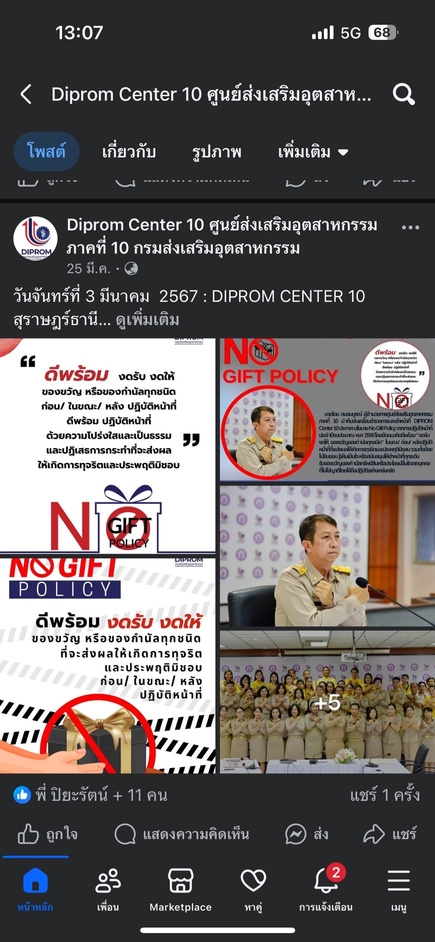 13:07
5G
68
Diprom Center 10 ศูนย์ส่งเสริมอุตสาห...
โพสต์
เกี่ยวกับ
รูปภาพ
เพิ่มเติม
Diprom Center 10 ศูนย์ส่งเสริมอุตสาหกรรม
ภาคที่ 10 กรมส่งเสริมอุตสาหกรรม
25 มี.ค. ·
DIPROM
วันจันทร์ที่ 3 มีนาคม 2567 : DIPROM CENTER 10
สุราษฎร์ธานี... ดูเพิ่มเติม
“ ดีพร้อม งดรับ งดให้
ของขวัญ หรือของกำนัลทุกชนิด
ก่อน/ ในขณะ/ หลัง ปฏิบัติหน้าที่
ดีพร้อม ปฏิบัติหน้าที่
ด้วยความโปร่งใสและเป็นธรรม
และปฏิเสธการกระทำที่จะส่งผล
ให้เกิดการทุจริตและประพฤติมิชอบ ”
NO
GIFT
POLICY
NO
GIFT POLICY
NO GIFT
POLICY
DIPROM
ดีพร้อม งดรับ งดให้
ของขวัญ หรือของกำนัลทุกชนิด
ที่จะส่งผลให้เกิดการทุจริต
และประพฤติมิชอบ
ก่อน/ ในขณะ/ หลัง
ปฏิบัติหน้าที่
+5
พี่ ปิยะรัตน์ + 11 คน
แชร์ 1 ครั้ง
ถูกใจ
แสดงความคิดเห็น
ส่ง
แชร์
2
หน้าหลัก
เพื่อน
Marketplace
หาคู่
การแจ้งเตือน
เมนู